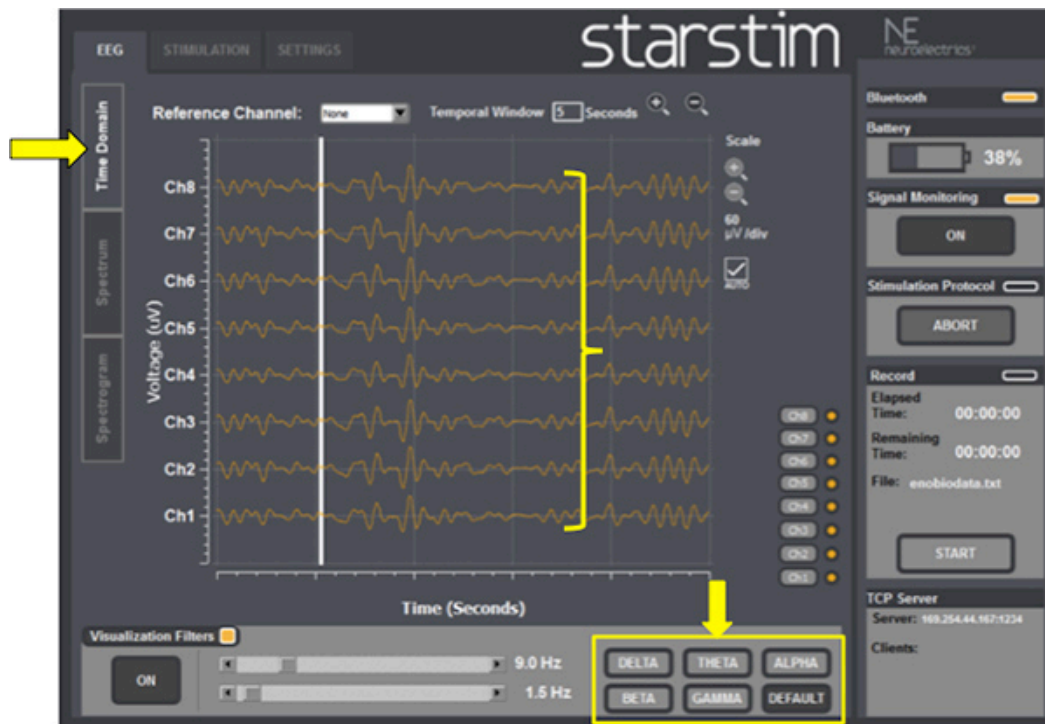 starstim
NE
neuroelectrics
EEG
STIMULATION
SETTINGS
Time Domain
Spectrum
Spectrogram
Reference Channel: None
Temporal Window 5 Seconds
Scale
60
µV /div
AUTO
Voltage (uV)
Ch8
Ch7
Ch6
Ch5
Ch4
Ch3
Ch2
Ch1
Time (Seconds)
Ch8
Ch7
Ch6
Ch5
Ch4
Ch3
Ch2
Ch1
Visualization Filters
ON
9.0 Hz
1.5 Hz
DELTA THETA ALPHA
BETA GAMMA DEFAULT
Bluetooth
Battery
38%
Signal Monitoring
ON
Stimulation Protocol
ABORT
Record
Elapsed
Time: 00:00:00
Remaining
Time: 00:00:00
File: enobiodata.txt
START
TCP Server
Server: 169.254.44.167:1234
Clients: